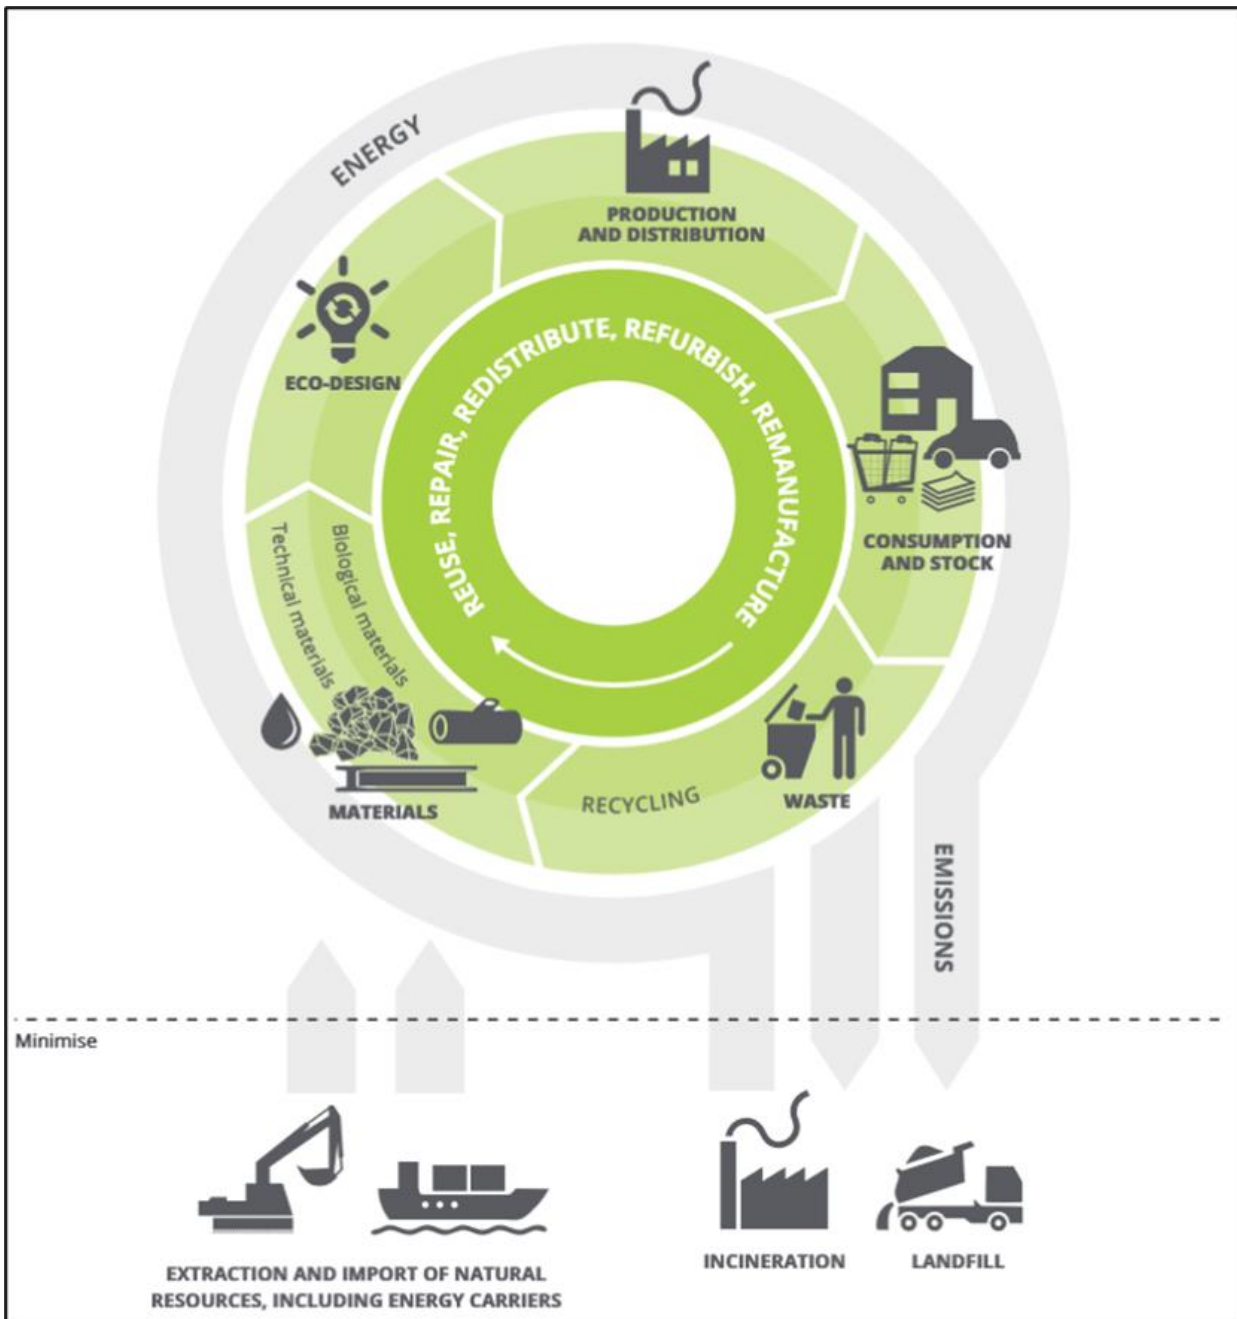 ENERGY
PRODUCTION
AND DISTRIBUTION
ECO-DESIGN
REUSE, REPAIR, REDISTRIBUTE, REFURBISH, REMANUFACTURE
CONSUMPTION
AND STOCK
Technical materials
Biological materials
MATERIALS
RECYCLING
WASTE
EMISSIONS
Minimise
EXTRACTION AND IMPORT OF NATURAL
RESOURCES, INCLUDING ENERGY CARRIERS
INCINERATION
LANDFILL